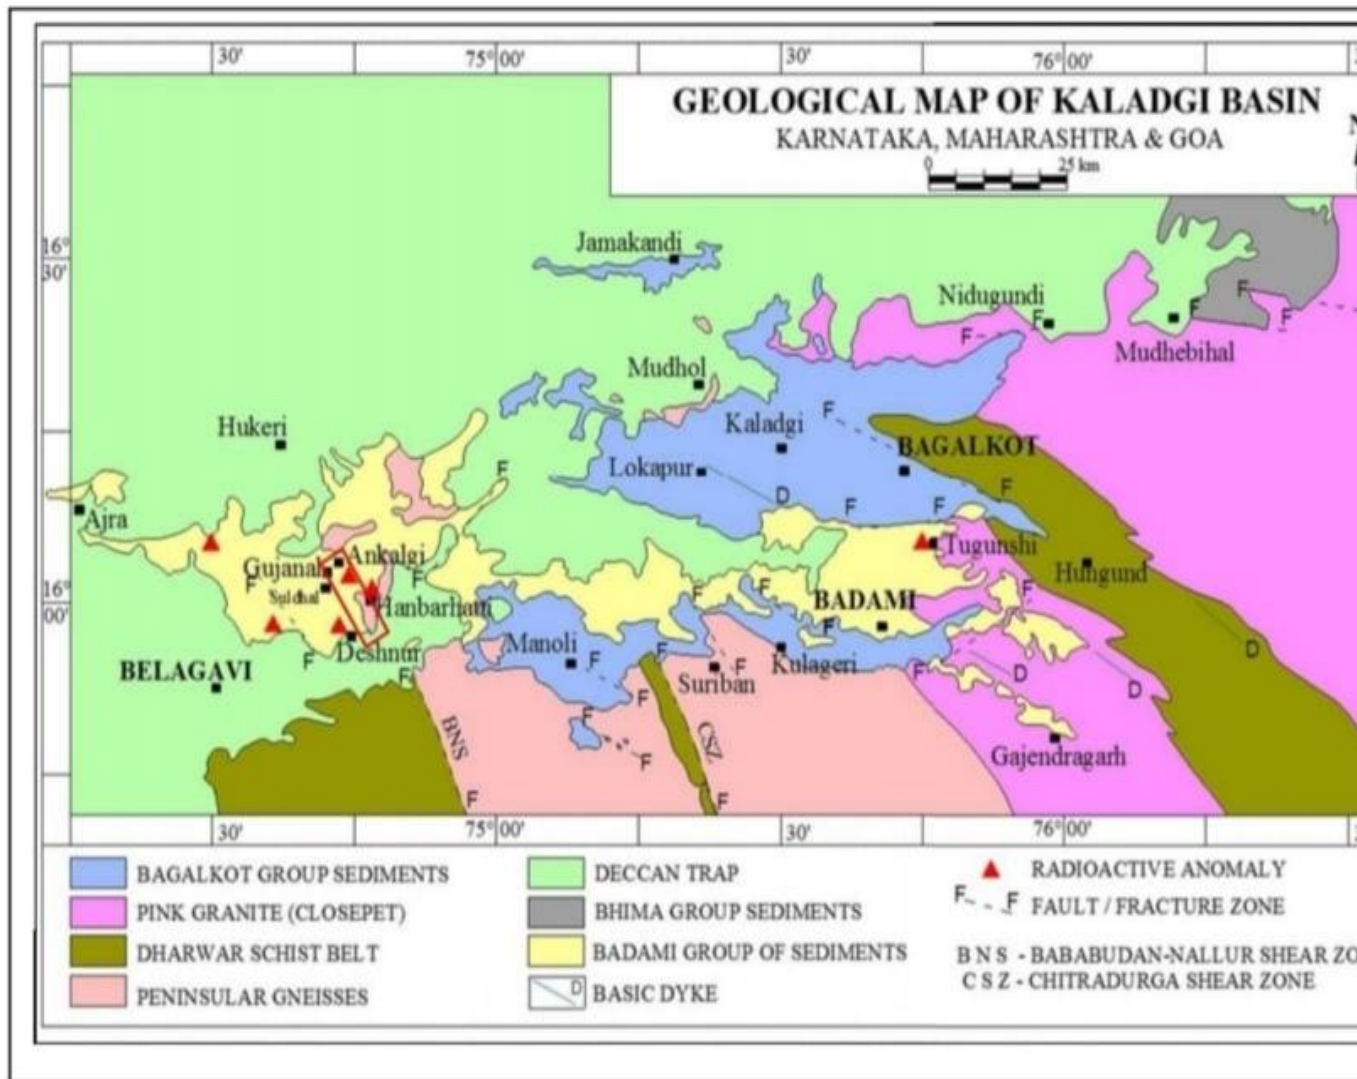 30'
75°00'
30'
76°00'
GEOLOGICAL MAP OF KALADGI BASIN
KARNATAKA, MAHARASHTRA & GOA
0 25 km
16°
30'
Jamakandi
Nidugundi
F
F
F
F
F
F
Mudhebihal
Mudhol
Hukeri
Kaladgi
F
BAGALKOT
Lokapur
F
D
F
F
F
Ajra
Ankalgi
Gujanal
Tugunshi
Hungund
F
F
Suldhal
16°
00'
Hanbarhatti
F
F
F
BADAMI
F
Manoli
F
Deshnur
F
BELAGAVI
F
Kulageri
F
Suriban
F
F
D
D
D
F
BNS
CSZ
F
F
Gajendragarh
F
F
30'
75°00'
30'
76°00'
BAGALKOT GROUP SEDIMENTS
DECCAN TRAP
RADIOACTIVE ANOMALY
PINK GRANITE (CLOSEPET)
BHIMA GROUP SEDIMENTS
F F FAULT / FRACTURE ZONE
DHARWAR SCHIST BELT
BADAMI GROUP OF SEDIMENTS
B N S - BABABUDAN-NALLUR SHEAR ZO
C S Z - CHITRADURGA SHEAR ZONE
PENINSULAR GNEISSES
D BASIC DYKE